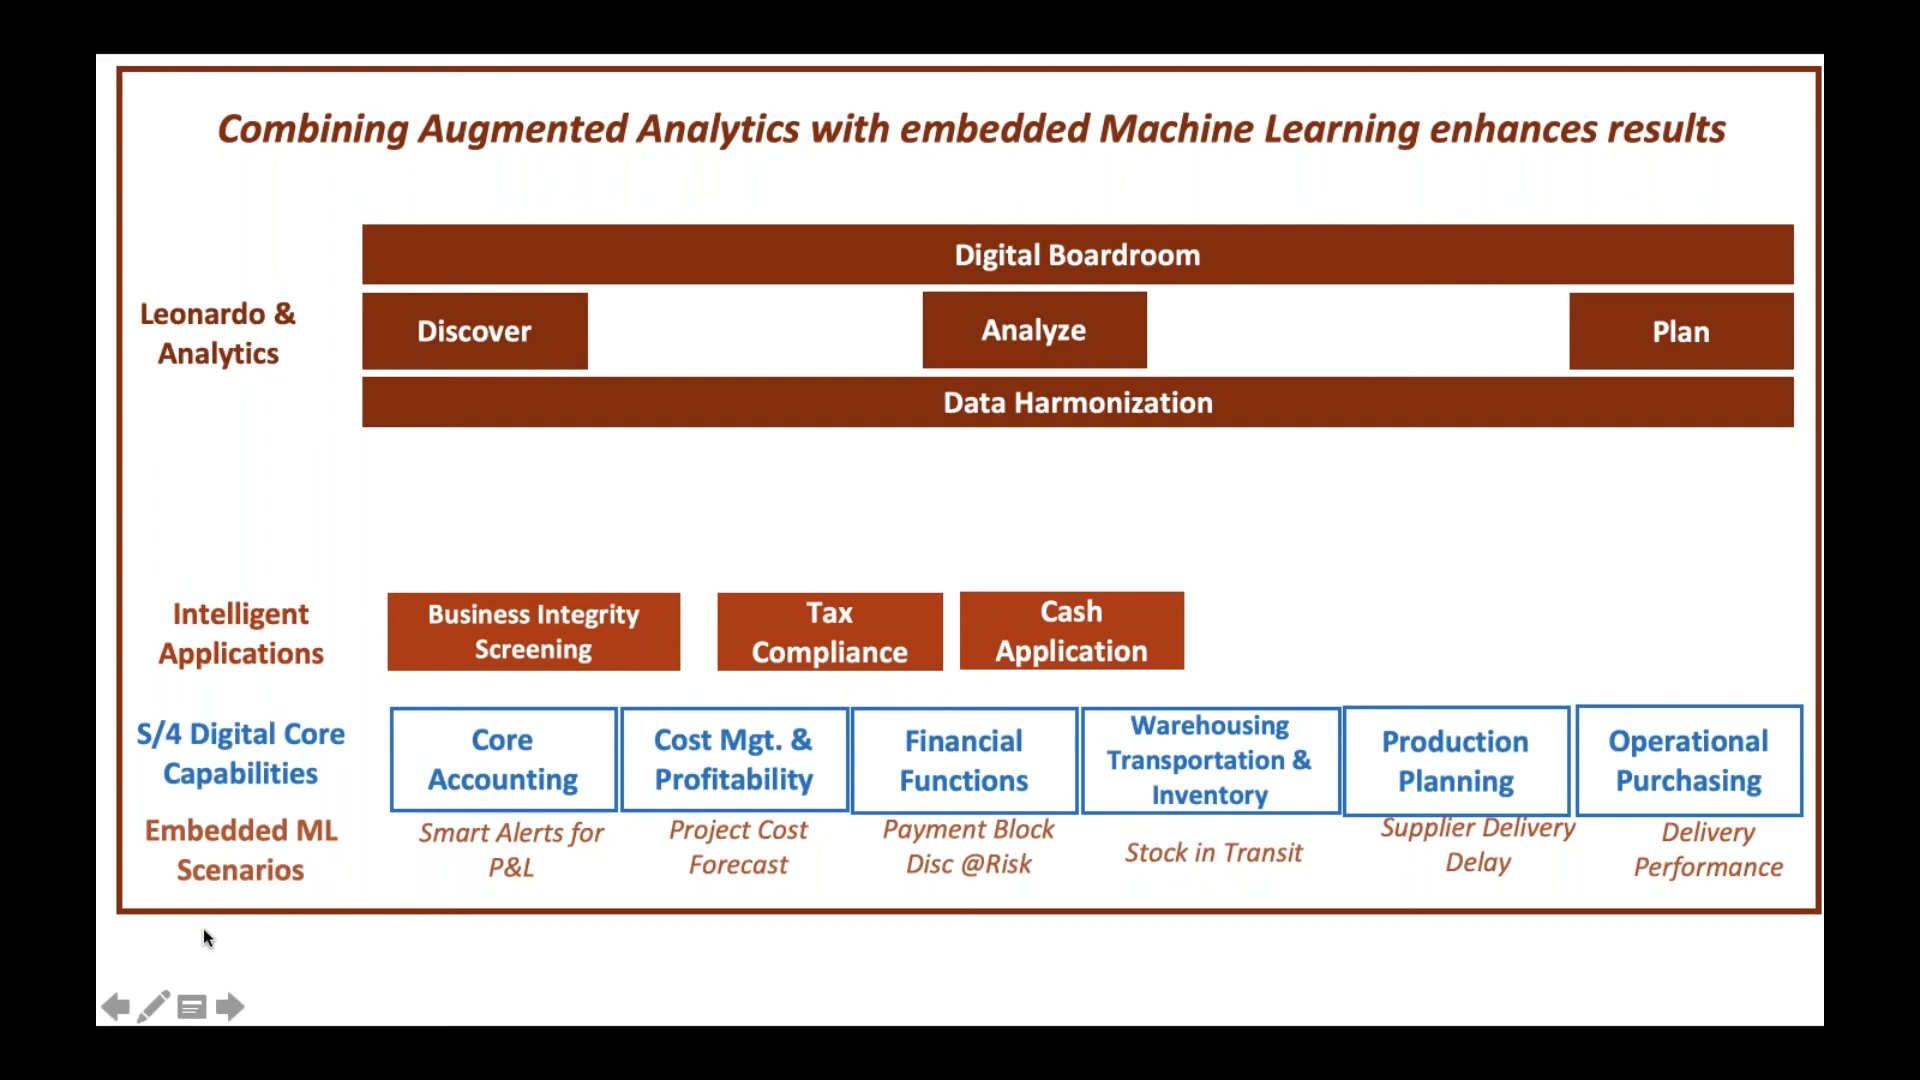 Combining Augmented Analytics with embedded Machine Learning enhances results
Digital Boardroom
Leonardo &
Analytics
Discover
Analyze
Plan
Data Harmonization
Intelligent
Applications
Business Integrity
Screening
Tax
Compliance
Cash
Application
S/4 Digital Core
Capabilities
Core
Accounting
Cost Mgt. &
Profitability
Financial
Functions
Warehousing
Transportation &
Inventory
Production
Planning
Operational
Purchasing
Embedded ML
Scenarios
Smart Alerts for
P&L
Project Cost
Forecast
Payment Block
Disc @Risk
Stock in Transit
Supplier Delivery
Delay
Delivery
Performance